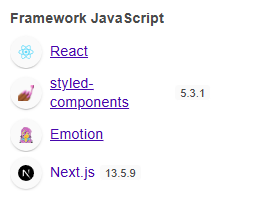 Framework JavaScript
React
styled-
components 5.3.1
Emotion
Next.js 13.5.9